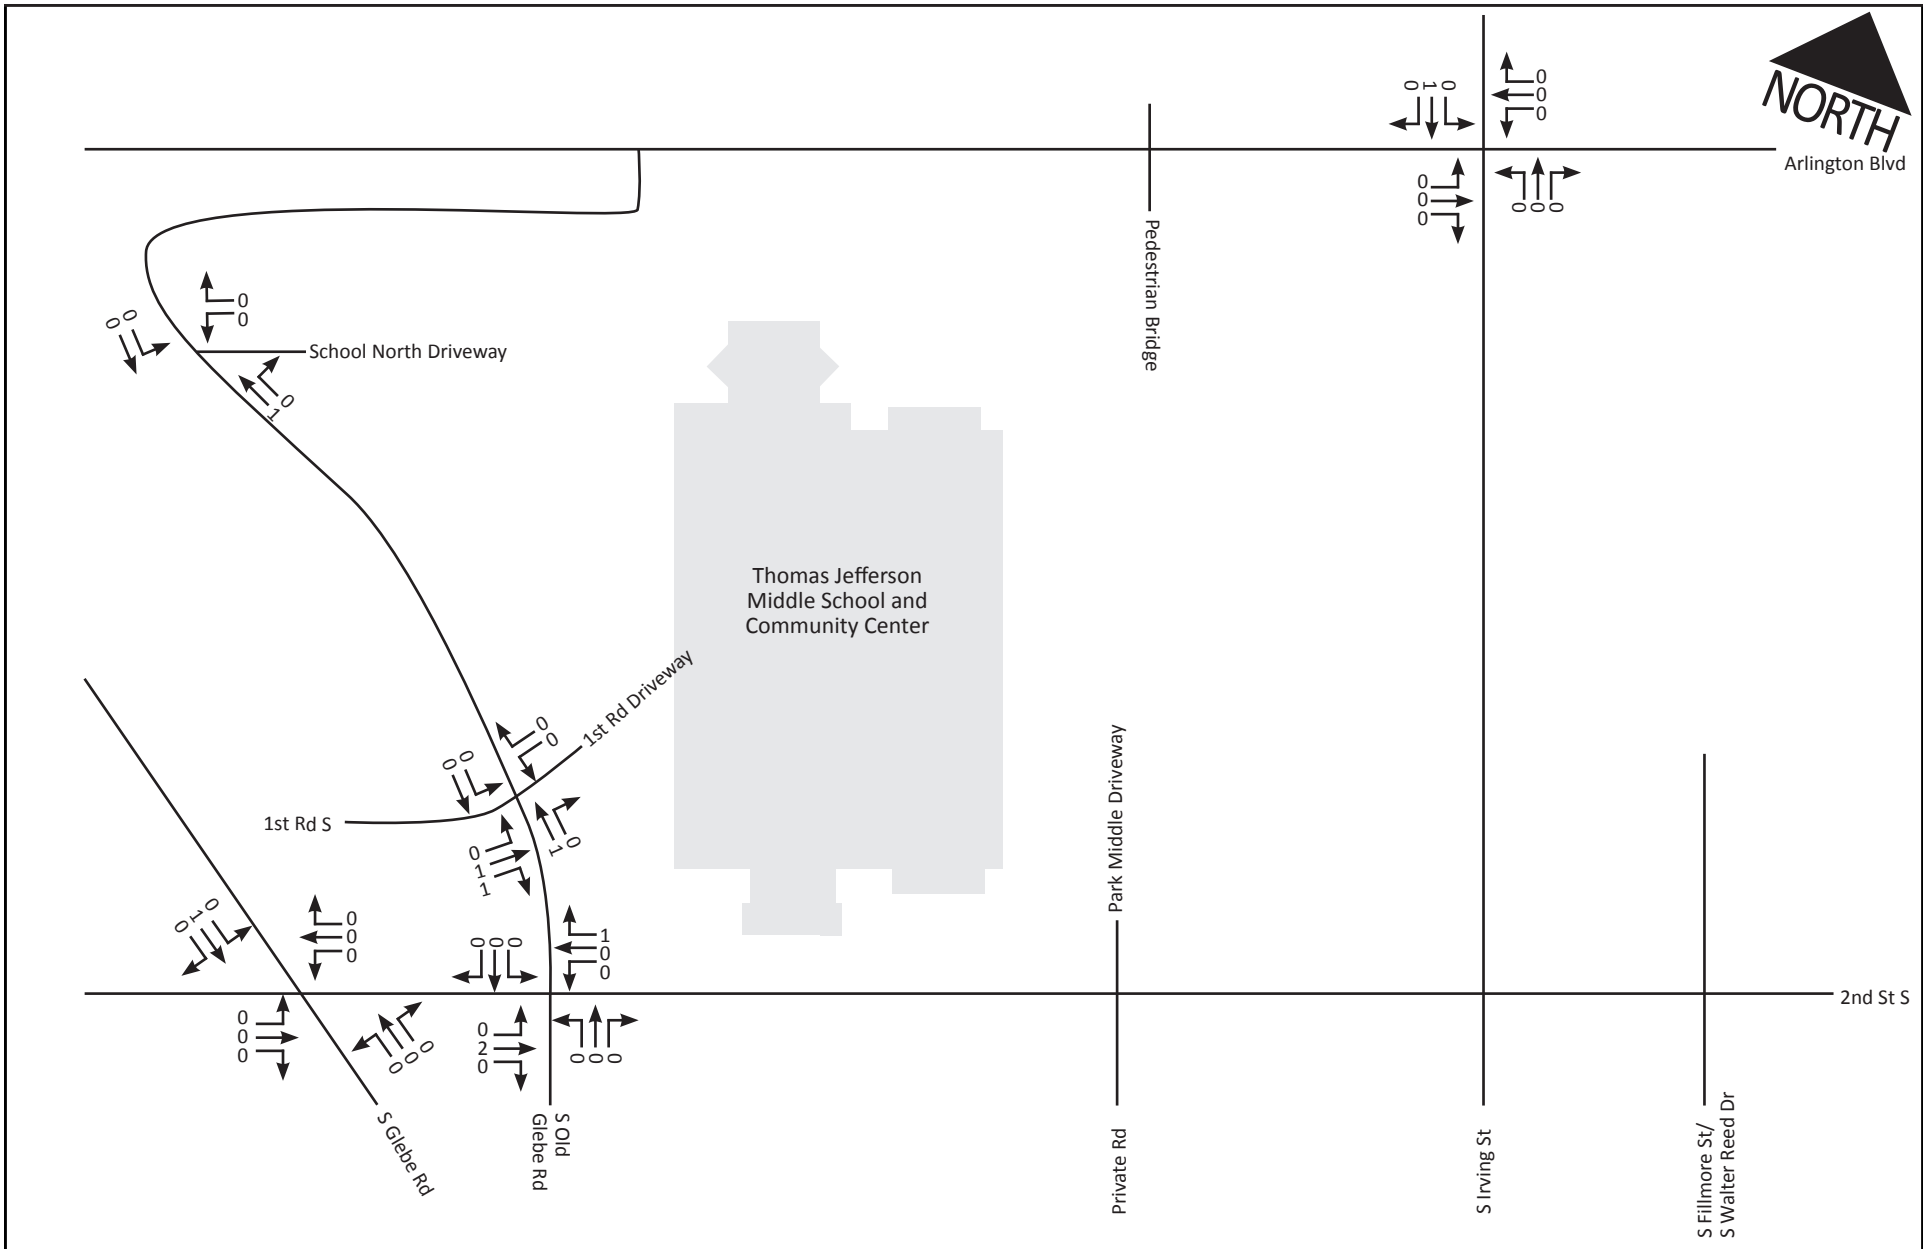 NORTH
0 1 0
0
0
0
Arlington Blvd
0
0
0
0 0 0
Pedestrian Bridge
0
0
0
0
School North Driveway
0
1
Thomas Jefferson
Middle School and
Community Center
1st Rd Driveway
0
0
0
0
1st Rd S
0
1
1
0
1
Park Middle Driveway
0
1
0
0
0
0
0 0 0
1
0
0
2nd St S
0
0
0
0
0
0
0
2
0
0 0 0
S Glebe Rd
S Old
Glebe Rd
Private Rd
S Irving St
S Fillmore St/
S Walter Reed Dr